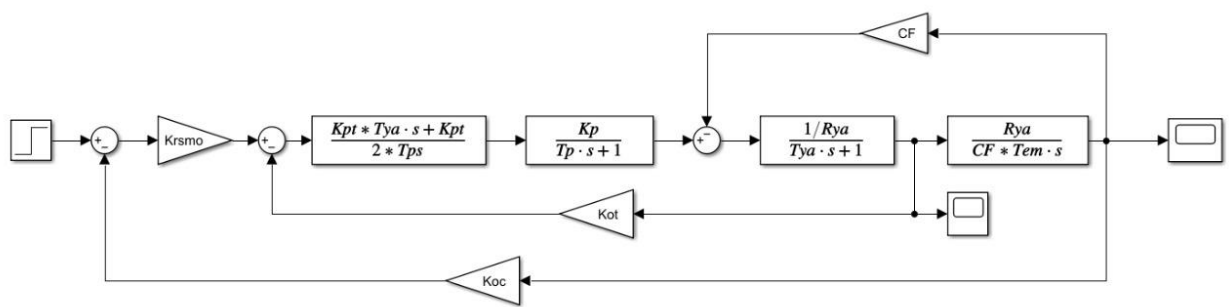 CF
+ −
Krsmo
+ −
Kpt * Tya · s + Kpt
2 * Tps
Kp
Tp · s + 1
+ −
1/Rya
Tya · s + 1
Rya
CF * Tem · s
Kot
Koc